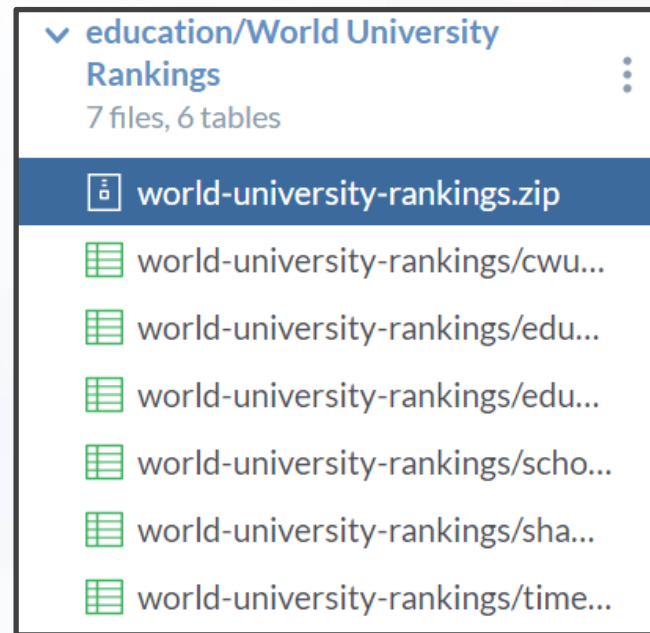 education/World University
Rankings
7 files, 6 tables
world-university-rankings.zip
world-university-rankings/cwu...
world-university-rankings/edu...
world-university-rankings/edu...
world-university-rankings/scho...
world-university-rankings/sha...
world-university-rankings/time...